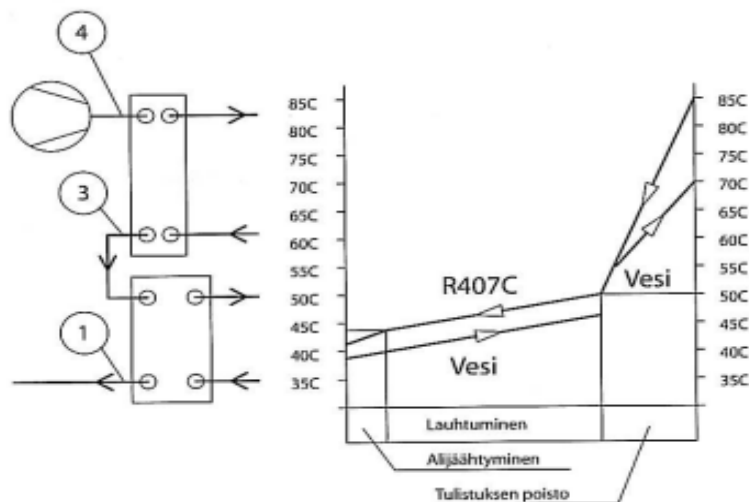 4
3
1
85C
80C
75C
70C
65C
60C
55C
50C
45C
40C
35C
R407C
Vesi
Vesi
85C
80C
75C
70C
65C
60C
55C
50C
45C
40C
35C
Lauhtuminen
Alijäähtyminen
Tulistuksen poisto